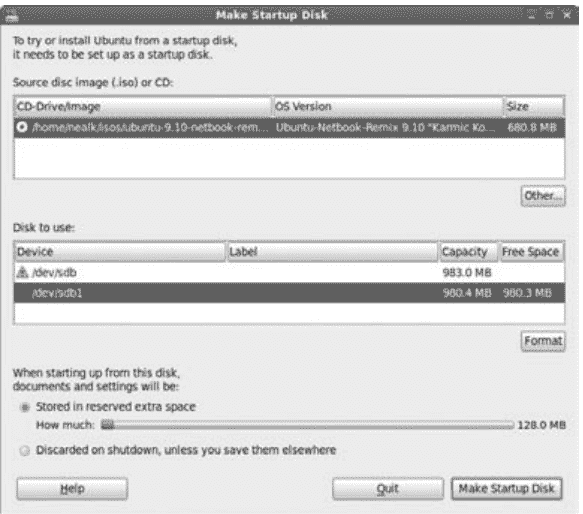 Make Startup Disk
To try or install Ubuntu from a startup disk,
it needs to be set up as a startup disk.
Source disc image (.iso) or CD:
CD-Drive/Image OS Version Size
/home/nealk/isos/ubuntu-9.10-netbook-rem... Ubuntu-Netbook-Remix 9.10 "Karmic Ko... 680.8 MB
Other...
Disk to use:
Device Label Capacity Free Space
/dev/sdb 983.0 MB
/dev/sdb1 980.4 MB 980.3 MB
Format
When starting up from this disk,
documents and settings will be:
Stored in reserved extra space
How much: 128.0 MB
Discarded on shutdown, unless you save them elsewhere
Help Quit Make Startup Disk